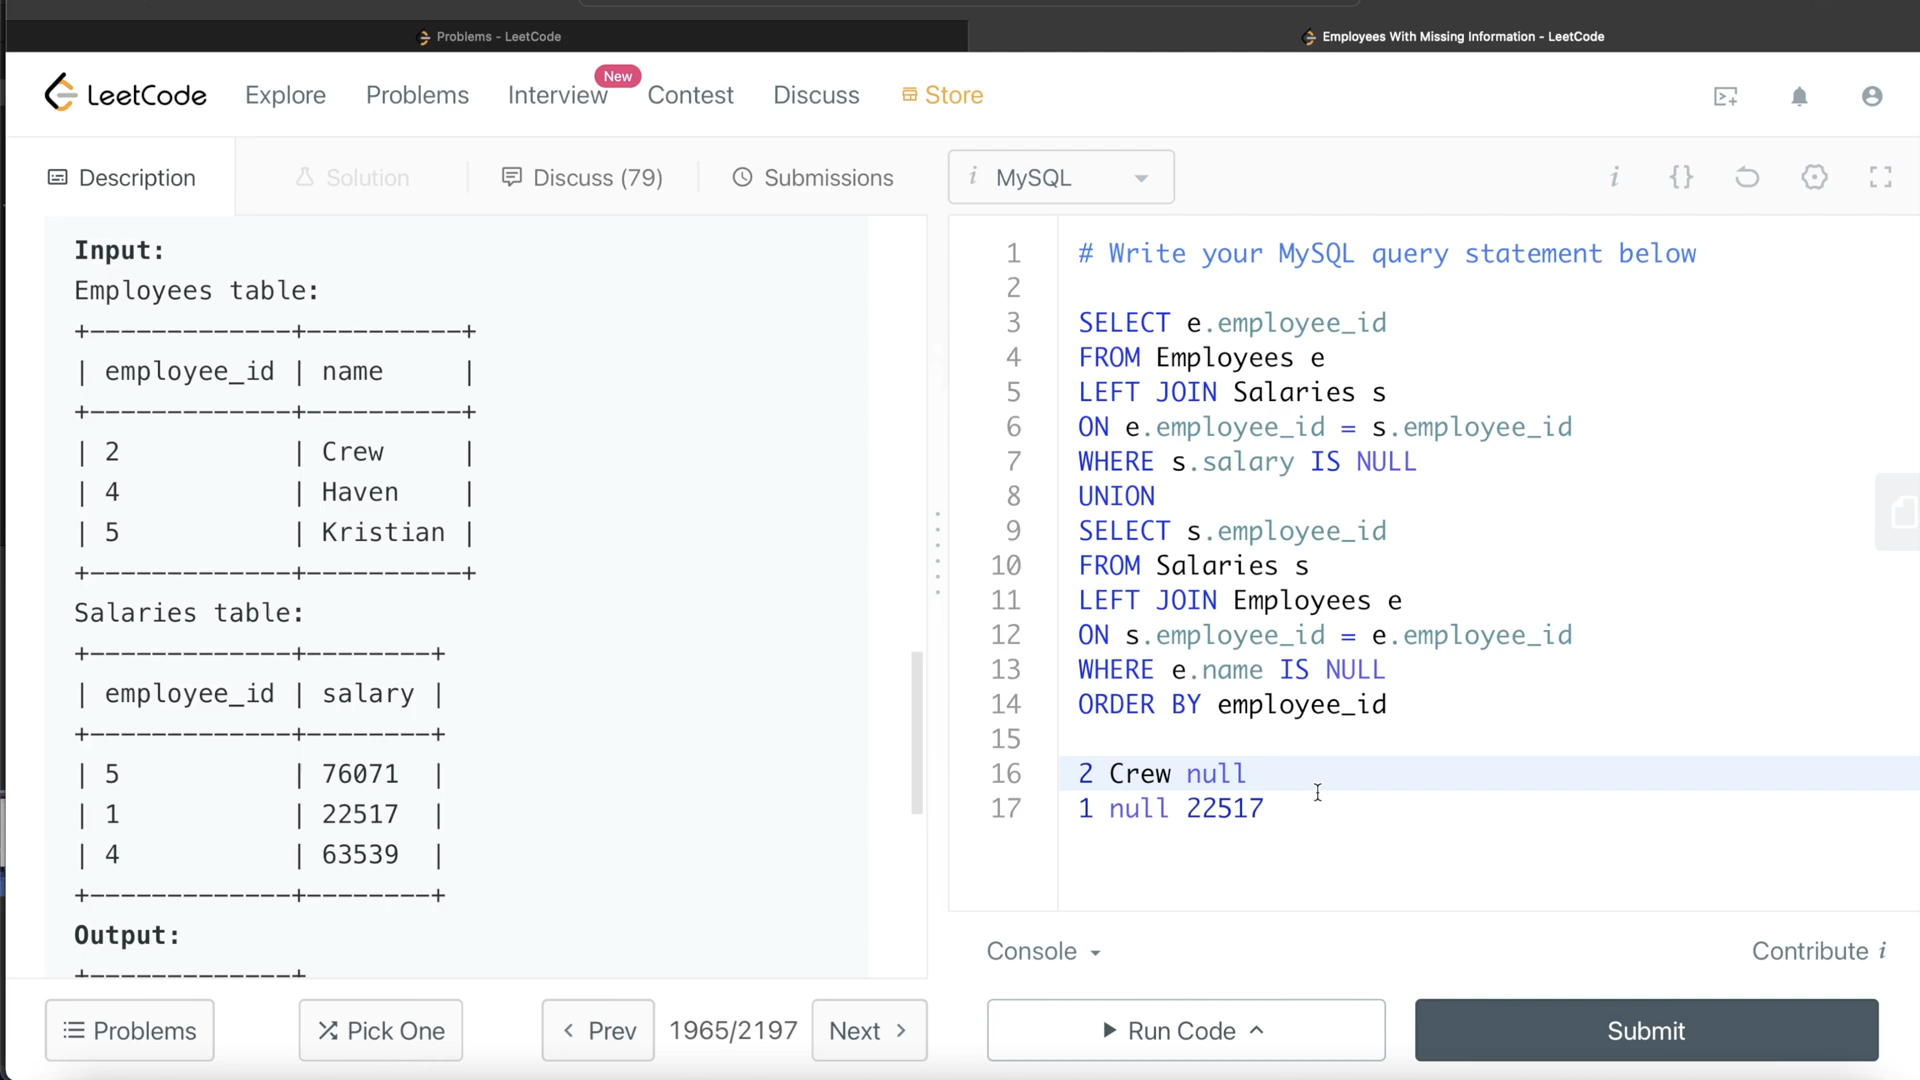 Problems - LeetCode
Employees With Missing Information - LeetCode
LeetCode
Explore
Problems
Interview
New
Contest
Discuss
Store
Description
Solution
Discuss (79)
Submissions
i MySQL
i {}
Input:
Employees table:
+-------------+----------+
| employee_id | name     |
+-------------+----------+
| 2           | Crew     |
| 4           | Haven    |
| 5           | Kristian |
+-------------+----------+
Salaries table:
+-------------+--------+
| employee_id | salary |
+-------------+--------+
| 5           | 76071  |
| 1           | 22517  |
| 4           | 63539  |
+-------------+--------+
Output:
+-------------+
1 # Write your MySQL query statement below
2
3 SELECT e.employee_id
4 FROM Employees e
5 LEFT JOIN Salaries s
6 ON e.employee_id = s.employee_id
7 WHERE s.salary IS NULL
8 UNION
9 SELECT s.employee_id
10 FROM Salaries s
11 LEFT JOIN Employees e
12 ON s.employee_id = e.employee_id
13 WHERE e.name IS NULL
14 ORDER BY employee_id
15
16 2 Crew null
17 1 null 22517
Console
Contribute i
Problems
Pick One
Prev
1965/2197
Next
Run Code
Submit